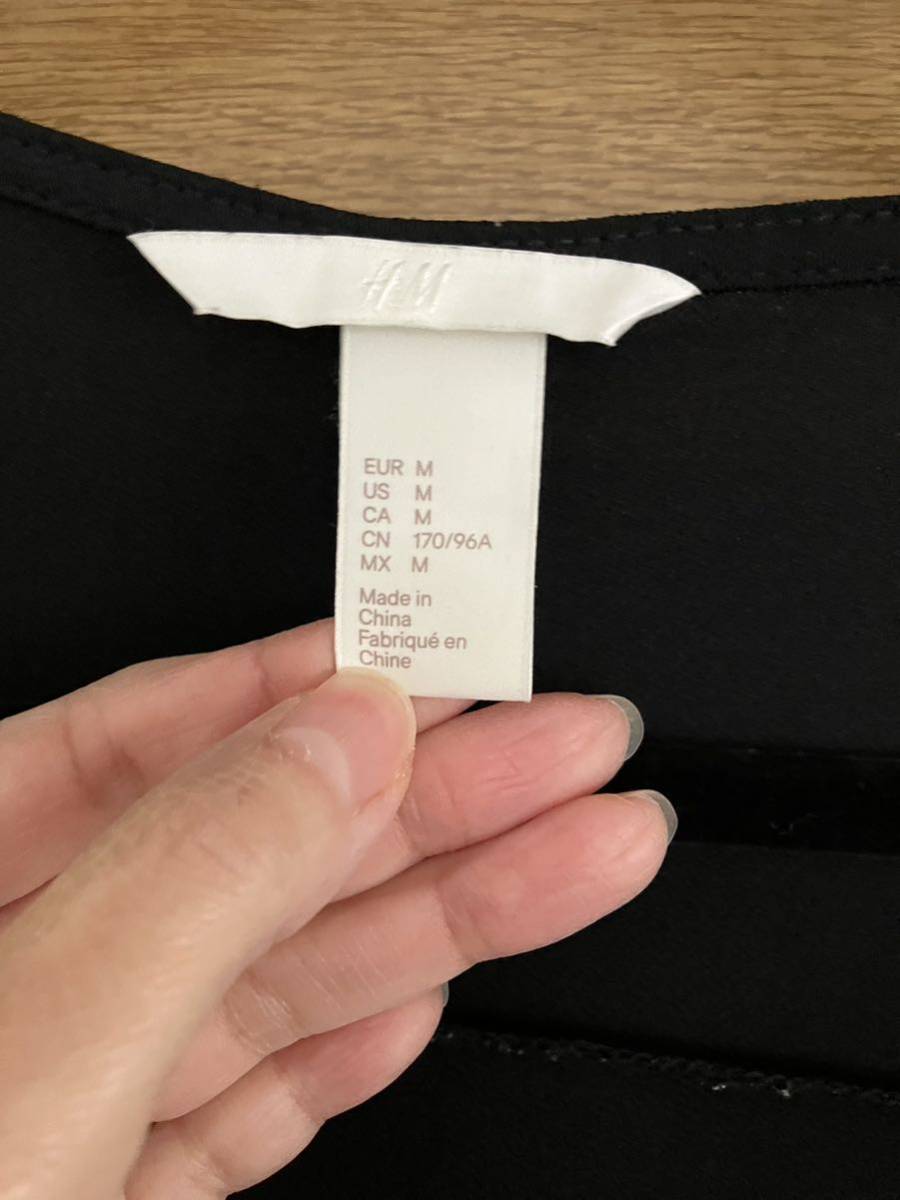 H&M
EUR M
US M
CA M
CN 170/96A
MX M
Made in
China
Fabriqué en
Chine